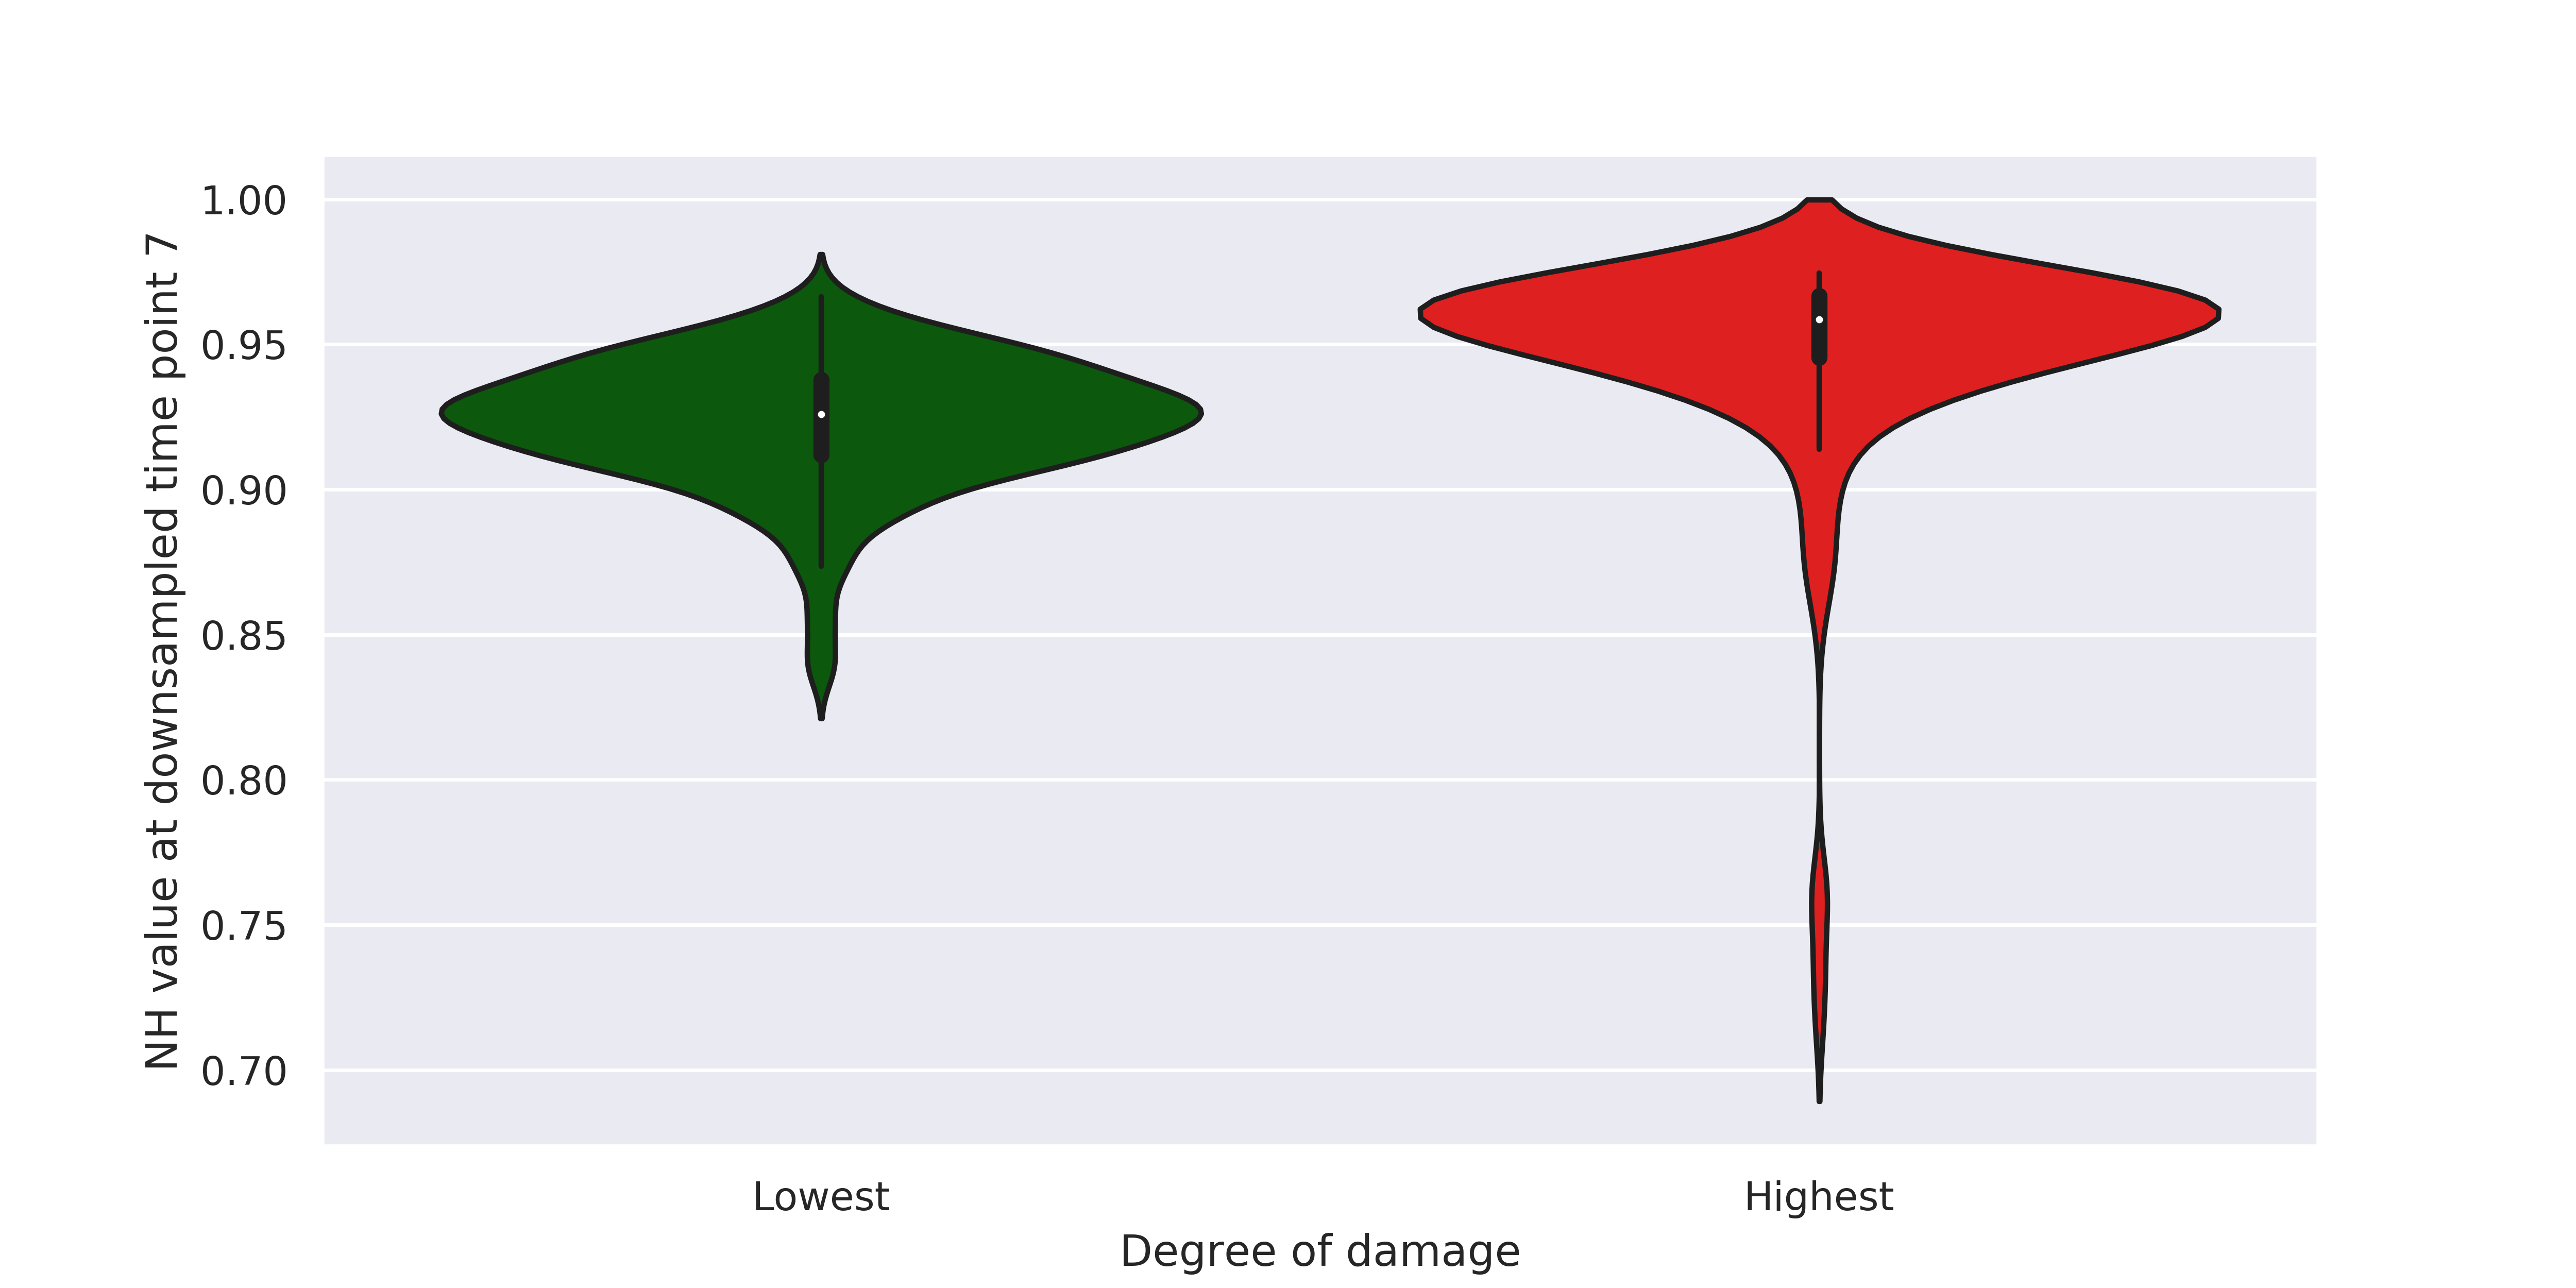 NH value at downsampled time point 7
1.00
0.95
0.90
0.85
0.80
0.75
0.70
Lowest
Highest
Degree of damage